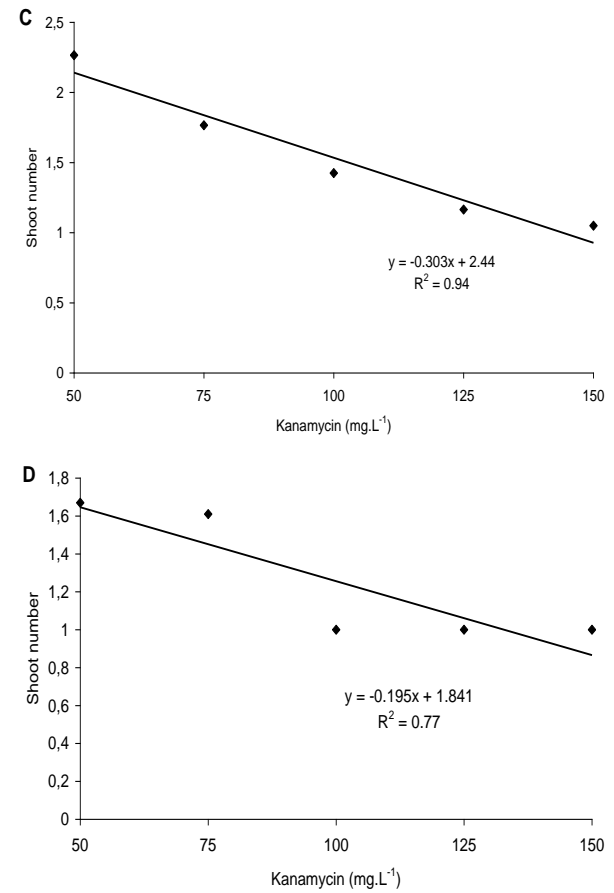 C
2,5
2
1,5
1
0,5
0
Shoot number
y = -0.303x + 2.44
R² = 0.94
50 75 100 125 150
Kanamycin (mg.L⁻¹)
D
1,8
1,6
1,4
1,2
1
0,8
0,6
0,4
0,2
0
Shoot number
y = -0.195x + 1.841
R² = 0.77
50 75 100 125 150
Kanamycin (mg.L⁻¹)